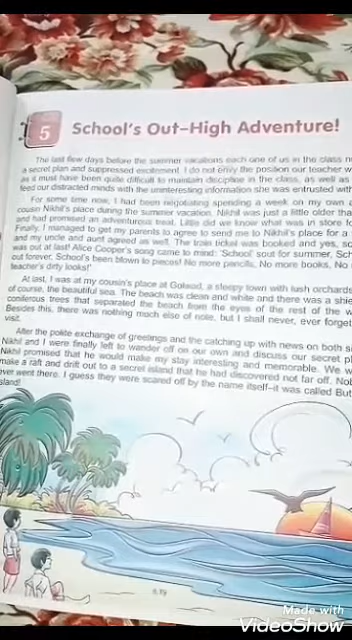 5
School's Out–High Adventure!
The last few days before the summer vacations each one of us in the class
a secret plan and suppressed excitement. I do not envy the position our teacher
as it must have been quite difficult to maintain discipline in the class, as well as
feed our distracted minds with the uninteresting information she was entrusted with
For some time now, I had been negotiating spending a week on my own
cousin Nikhil's place during the summer vacation. Nikhil was just a little older
and had promised an adventurous treat. Little did we know what was in store
Finally, I managed to get my parents to agree to send me to Nikhil's place for a
and my uncle and aunt agreed as well. The train ticket was booked and yes,
was out at last! Alice Cooper's song came to mind: 'School' sout for summer,
out forever, School's been blown to pieces! No more pencils, No more books, No
teacher's dirty looks!'
At last, I was at my cousin's place at a sleepy town with lush orchards
of course, the beautiful sea. The beach was clean and white and there was a
coniferous trees that separated the beach from the eyes of the rest of the
Besides this, there was nothing much else of note, but I shall never, ever forget
visit.
After the polite exchange of greetings and the catching up with news on both
Nikhil and I were finally left to wander off on our own and discuss our secret
Nikhil promised that he would make my stay interesting and memorable. We
make a raft and drift out to a secret island that he had discovered not far off.
ever went there. I guess they were scared off by the name itself–it was called
island!
Made with
VideoShow